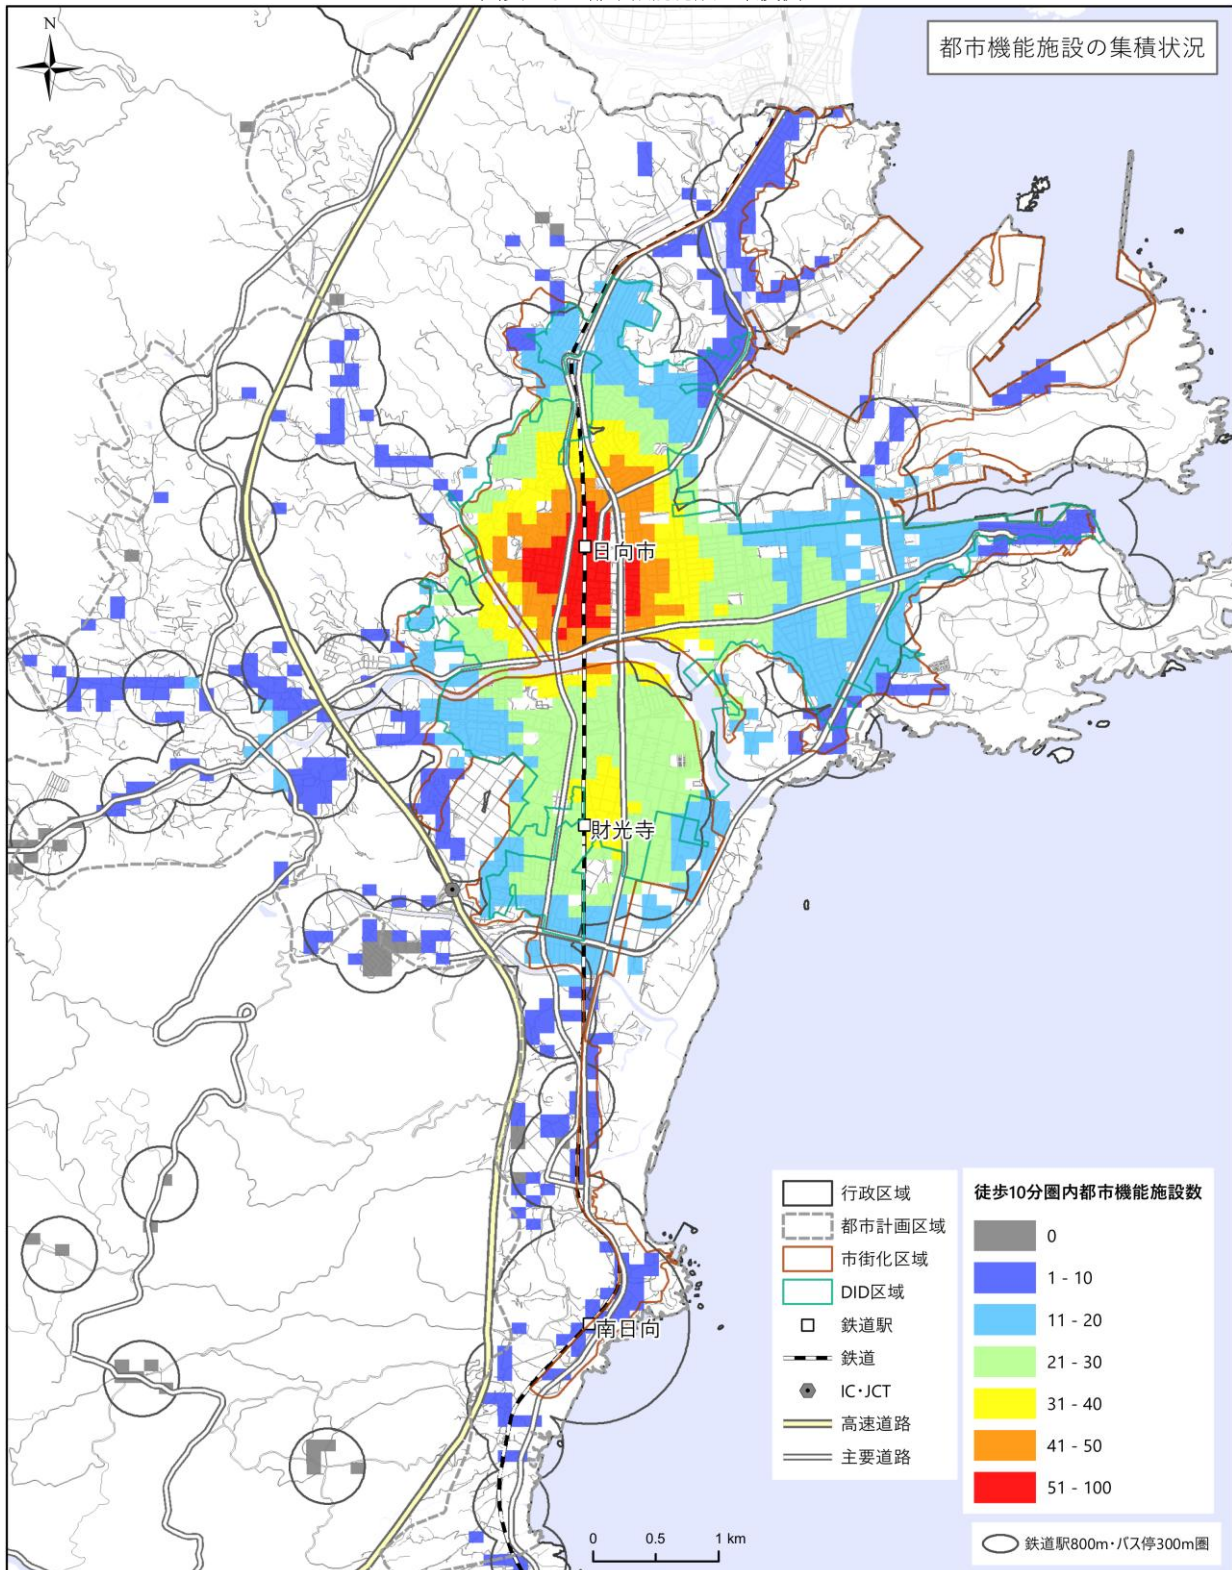 都市機能施設の集積状況
N
日向市
財光寺
南日向
行政区域
都市計画区域
市街化区域
DID区域
鉄道駅
鉄道
IC・JCT
高速道路
主要道路
徒歩10分圏内都市機能施設数
0
1 - 10
11 - 20
21 - 30
31 - 40
41 - 50
51 - 100
鉄道駅800m・バス停300m圏
0 0.5 1 km